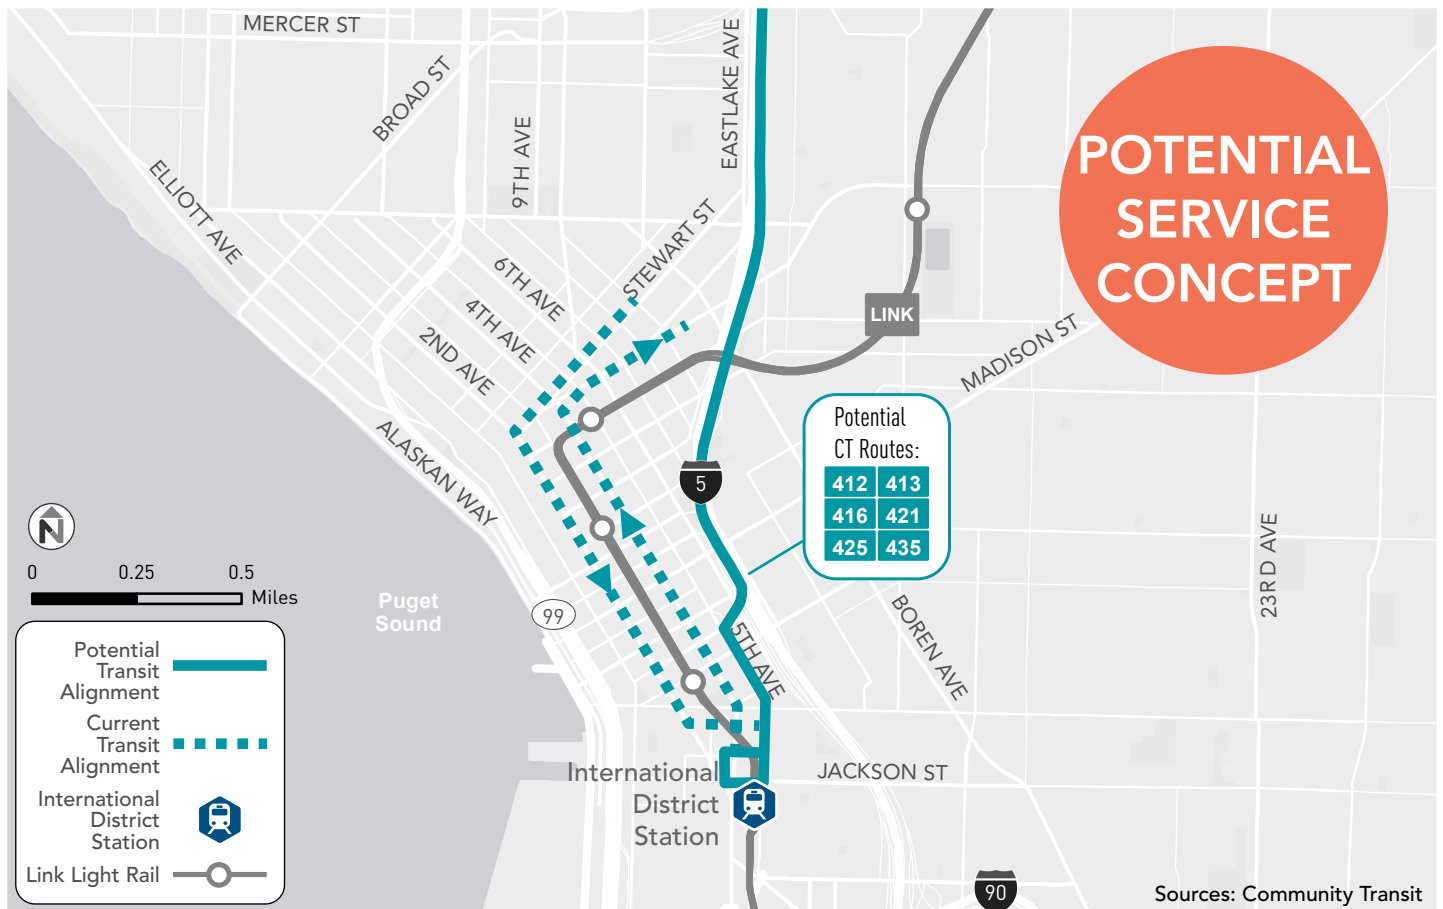 MERCER ST
BROAD ST
9TH AVE
EASTLAKE AVE
ELLIOTT AVE
STEWART ST
6TH AVE
4TH AVE
2ND AVE
POTENTIAL
SERVICE
CONCEPT
LINK
MADISON ST
ALASKAN WAY
5
Potential
CT Routes:
412 413
416 421
425 435
N
0 0.25 0.5
Miles
Puget
Sound
99
5TH AVE
BOREN AVE
23RD AVE
Potential
Transit
Alignment
Current
Transit
Alignment
International
District
Station
Link Light Rail
International
District
Station
JACKSON ST
90
Sources: Community Transit